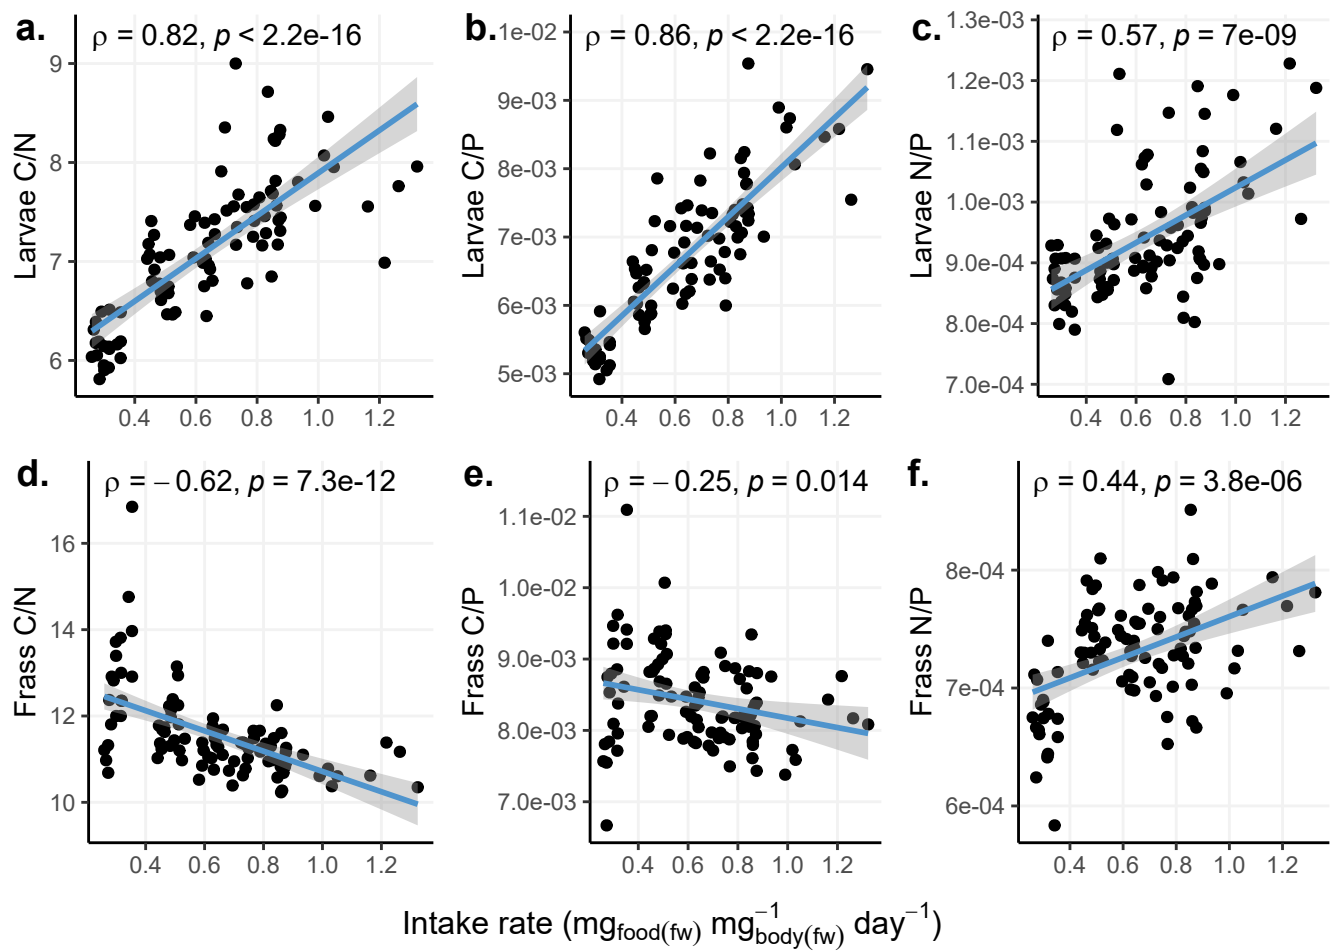 a.
ρ = 0.82, p < 2.2e-16
Larvae C/N
9
8
7
6
0.4 0.6 0.8 1.0 1.2
b.
ρ = 0.86, p < 2.2e-16
Larvae C/P
9e-03
8e-03
7e-03
6e-03
5e-03
0.4 0.6 0.8 1.0 1.2
c.
ρ = 0.57, p = 7e-09
Larvae N/P
1.3e-03
1.2e-03
1.1e-03
1.0e-03
9.0e-04
8.0e-04
7.0e-04
0.4 0.6 0.8 1.0 1.2
d.
ρ = − 0.62, p = 7.3e-12
Frass C/N
16
14
12
10
0.4 0.6 0.8 1.0 1.2
e.
ρ = − 0.25, p = 0.014
Frass C/P
1.1e-02
1.0e-02
9.0e-03
8.0e-03
7.0e-03
0.4 0.6 0.8 1.0 1.2
f.
ρ = 0.44, p = 3.8e-06
Frass N/P
8e-04
7e-04
6e-04
0.4 0.6 0.8 1.0 1.2
Intake rate (mg_food(fw) mg^−1_body(fw) day^−1)